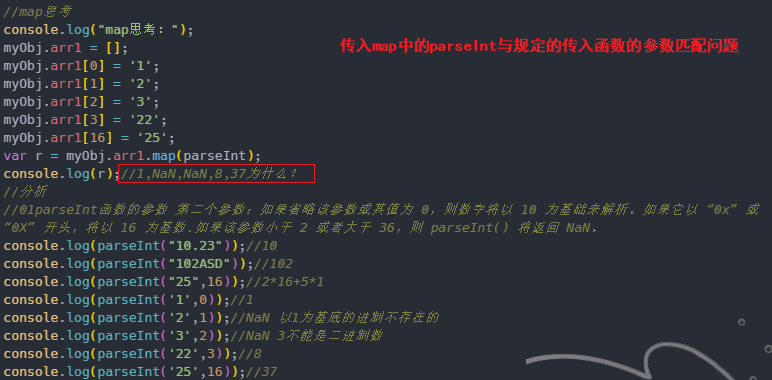 //map思考
console.log("map思考：");
传入map中的parseInt与规定的传入函数的参数匹配问题
myObj.arr1 = [];
myObj.arr1[0] = '1';
myObj.arr1[1] = '2';
myObj.arr1[2] = '3';
myObj.arr1[3] = '22';
myObj.arr1[16] = '25';
var r = myObj.arr1.map(parseInt);
console.log(r);//1,NaN,NaN,8,37为什么？
//分析
//01parseInt函数的参数 第二个参数：如果省略该参数或其值为 0，则数字将以 10 为基础来解析。如果它以 “0x” 或
“0X” 开头，将以 16 为基数.如果该参数小于 2 或者大于 36，则 parseInt() 将返回 NaN。
console.log(parseInt("10.23"));//10
console.log(parseInt("102ASD"));//102
console.log(parseInt("25",16));//2*16+5*1
console.log(parseInt('1',0));//1
console.log(parseInt('2',1));//NaN 以1为基底的进制不存在的
console.log(parseInt('3',2));//NaN 3不能是二进制数
console.log(parseInt('22',3));//8
console.log(parseInt('25',16));//37